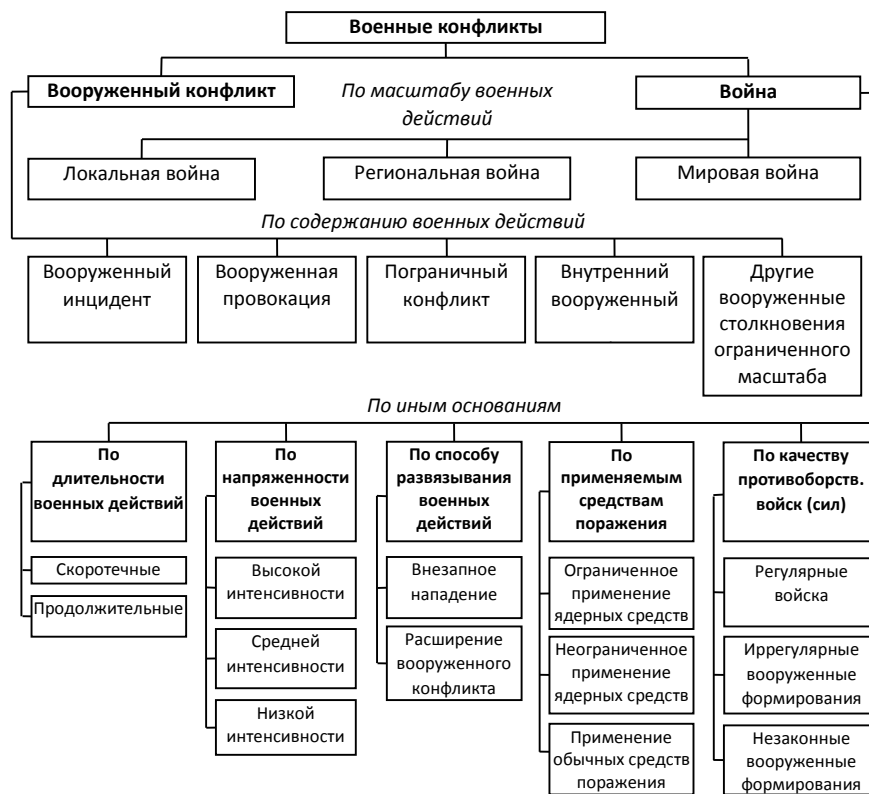 Военные конфликты
Вооруженный конфликт
По масштабу военных
действий
Война
Локальная война
Региональная война
Мировая война
По содержанию военных действий
Вооруженный
инцидент
Вооруженная
провокация
Пограничный
конфликт
Внутренний
вооруженный
Другие
вооруженные
столкновения
ограниченного
масштаба
По иным основаниям
По
длительности
военных действий
Скоротечные
Продолжительные
По
напряженности
военных
действий
Высокой
интенсивности
Средней
интенсивности
Низкой
интенсивности
По способу
развязывания
военных
действий
Внезапное
нападение
Расширение
вооруженного
конфликта
По
применяемым
средствам
поражения
Ограниченное
применение
ядерных средств
Неограниченное
применение
ядерных средств
Применение
обычных средств
поражения
По качеству
противоборств.
войск (сил)
Регулярные
войска
Иррегулярные
вооруженные
формирования
Незаконные
вооруженные
формирования